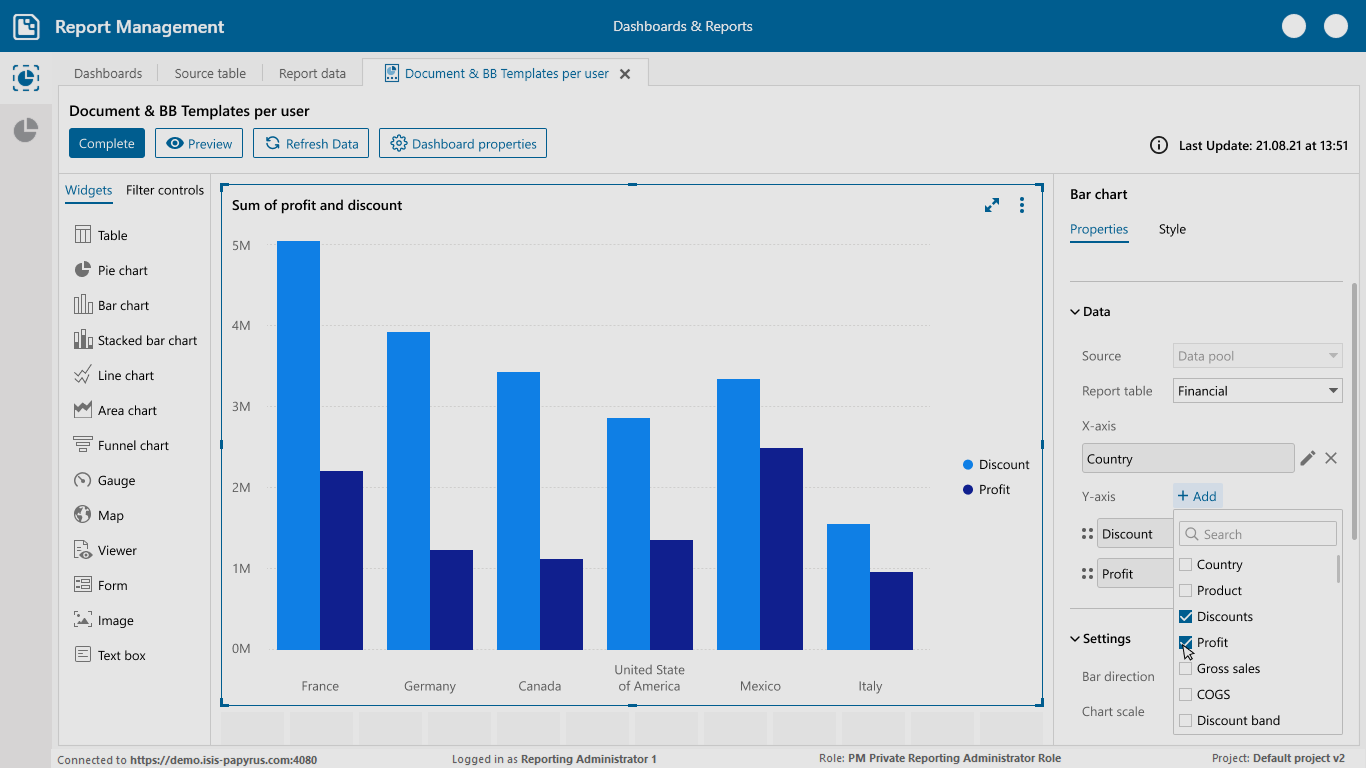 Report Management
Dashboards & Reports
Dashboards
Source table
Report data
Document & BB Templates per user
Document & BB Templates per user
Complete
Preview
Refresh Data
Dashboard properties
Last Update: 21.08.21 at 13:51
Widgets
Filter controls
Table
Pie chart
Bar chart
Stacked bar chart
Line chart
Area chart
Funnel chart
Gauge
Map
Viewer
Form
Image
Text box
Sum of profit and discount
5M
4M
3M
2M
1M
0M
France
Germany
Canada
United State
of America
Mexico
Italy
Discount
Profit
Bar chart
Properties
Style
Data
Source
Data pool
Report table
Financial
X-axis
Country
Y-axis
+ Add
Discount
Profit
Search
Country
Product
Discounts
Profit
Gross sales
COGS
Discount band
Settings
Bar direction
Chart scale
Connected to https://demo.isis-papyrus.com:4080
Logged in as Reporting Administrator 1
Role: PM Private Reporting Administrator Role
Project: Default project v2